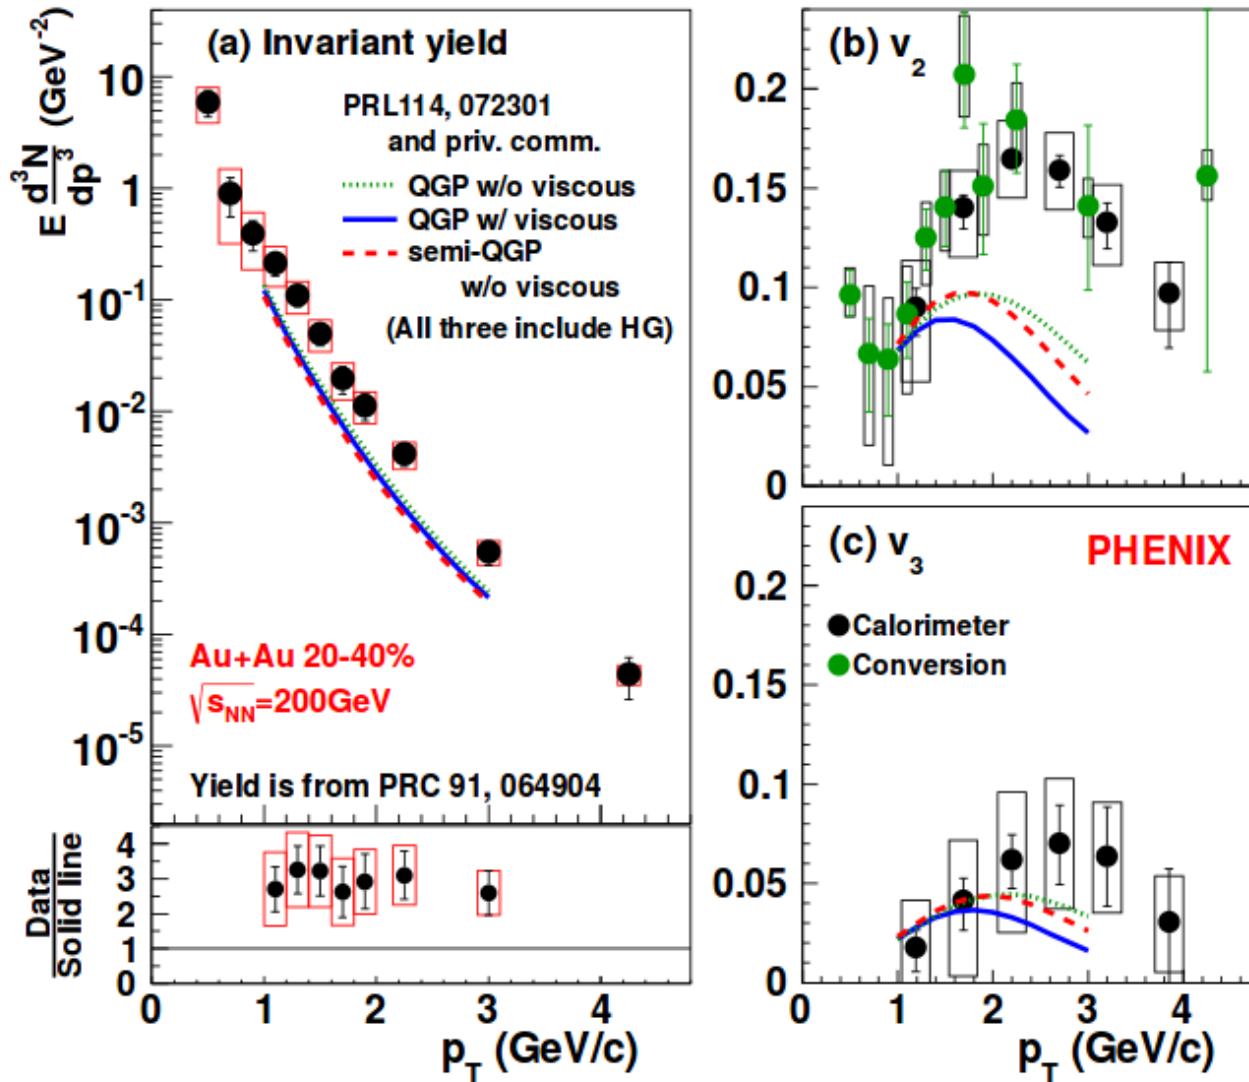 (a) Invariant yield
E d³N/dp³ (GeV⁻²)
PRL114, 072301
and priv. comm.
QGP w/o viscous
QGP w/ viscous
semi-QGP
w/o viscous
(All three include HG)
10
1
10⁻¹
10⁻²
10⁻³
10⁻⁴
10⁻⁵
Au+Au 20-40%
√s_NN=200GeV
Yield is from PRC 91, 064904
Data
Solid line
4
3
2
1
0
0 1 2 3 4
p_T (GeV/c)
(b) v₂
0.2
0.15
0.1
0.05
0
(c) v₃
PHENIX
Calorimeter
Conversion
0.2
0.15
0.1
0.05
0
0 1 2 3 4
p_T (GeV/c)